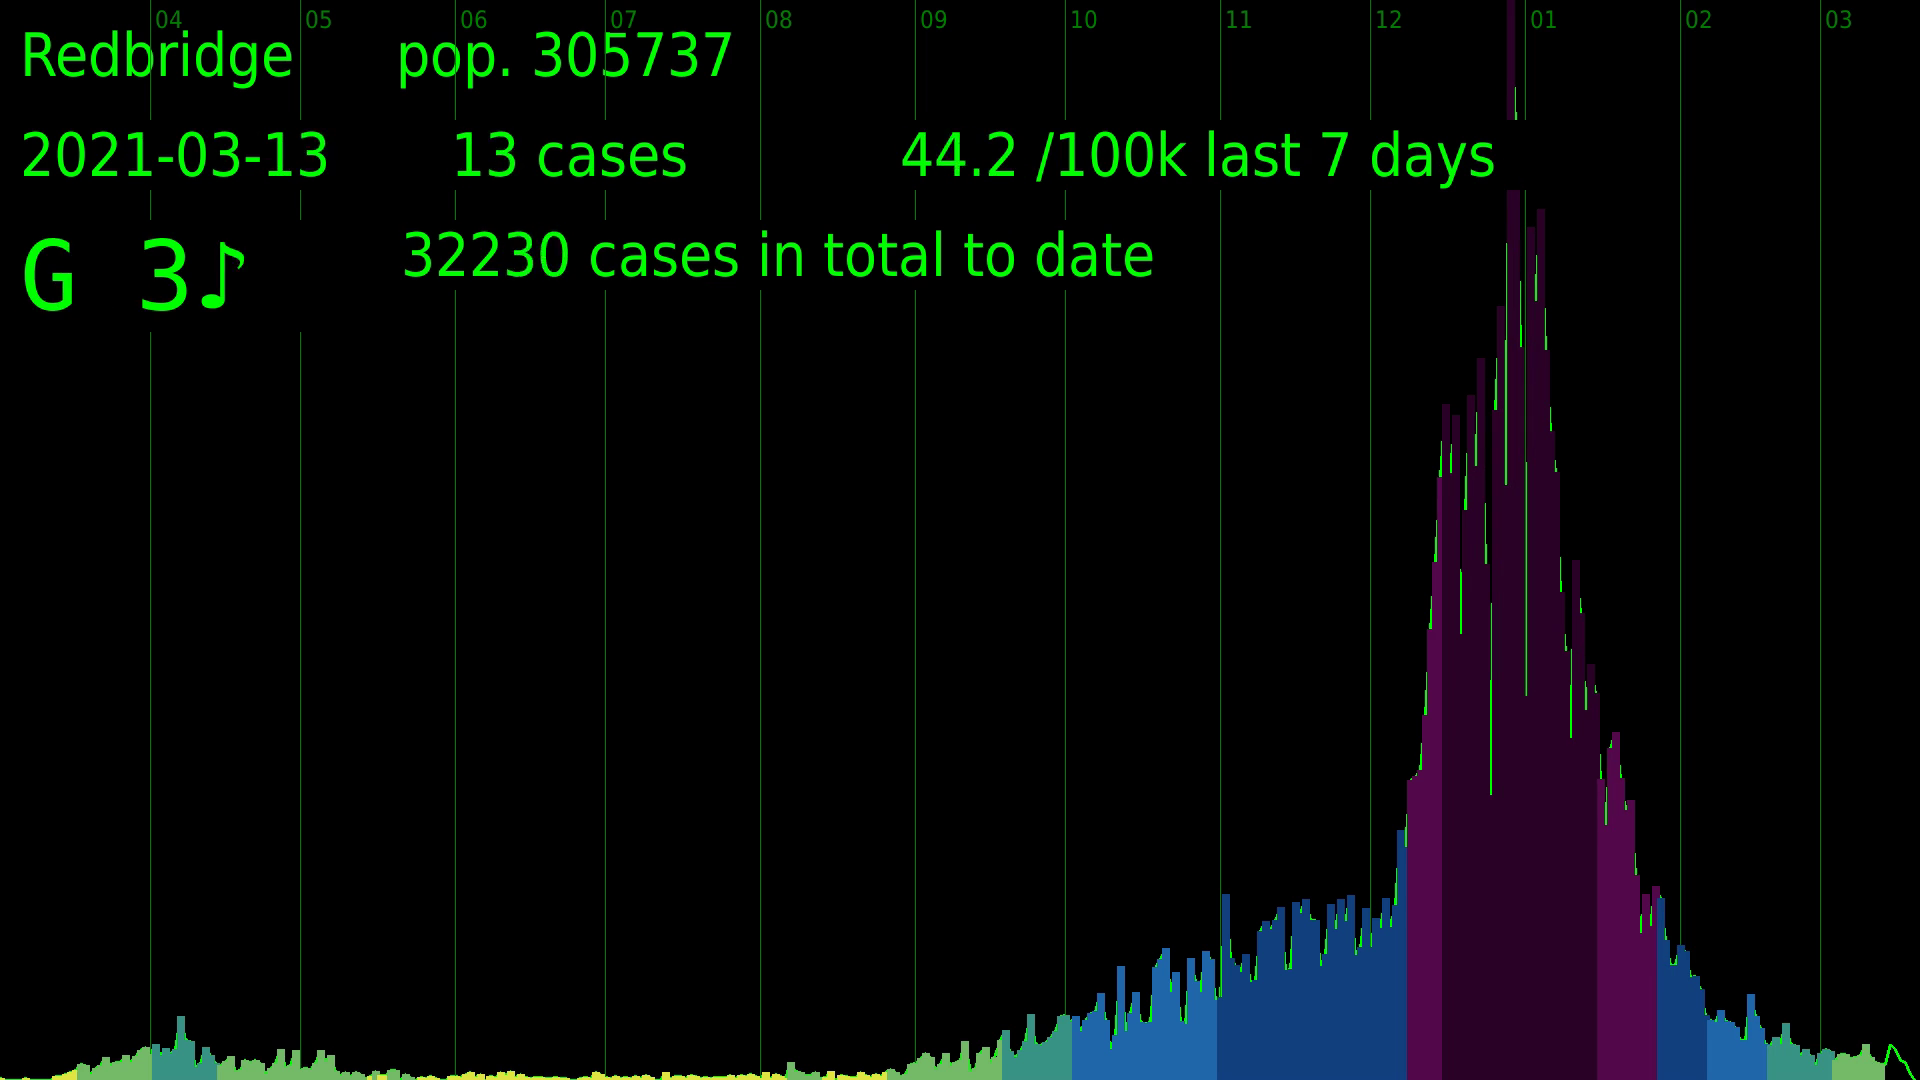 04 05 06 07 08 09 10 11 12 01 02 03
Redbridge pop. 305737
2021-03-13 13 cases 44.2 /100k last 7 days
G 3♪ 32230 cases in total to date